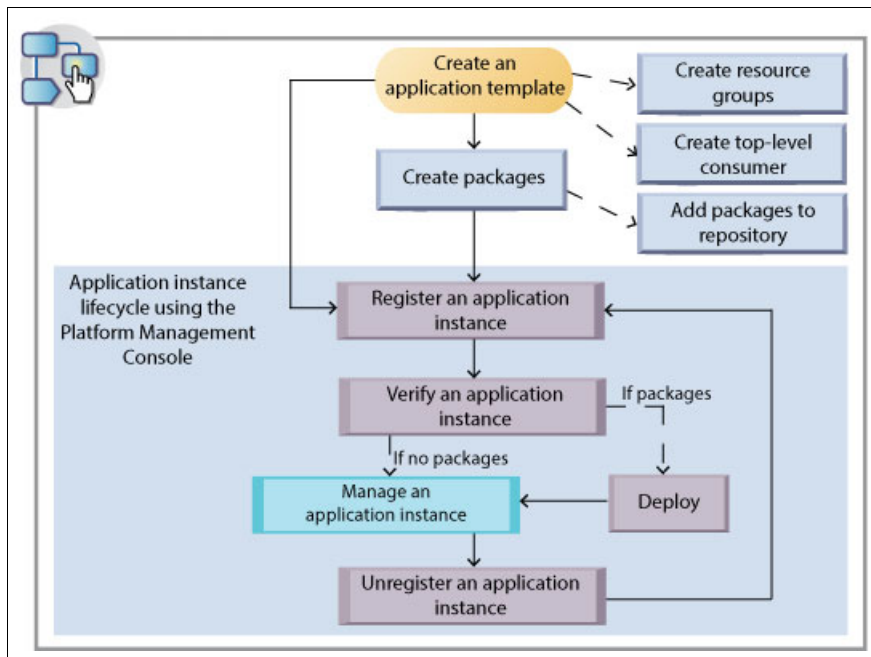 Create an
application template
Create resource
groups
Create top-level
consumer
Create packages
Add packages to
repository
Application instance
lifecycle using the
Platform Management
Console
Register an application
instance
Verify an application
instance
If packages
If no packages
Manage an
application instance
Deploy
Unregister an application
instance